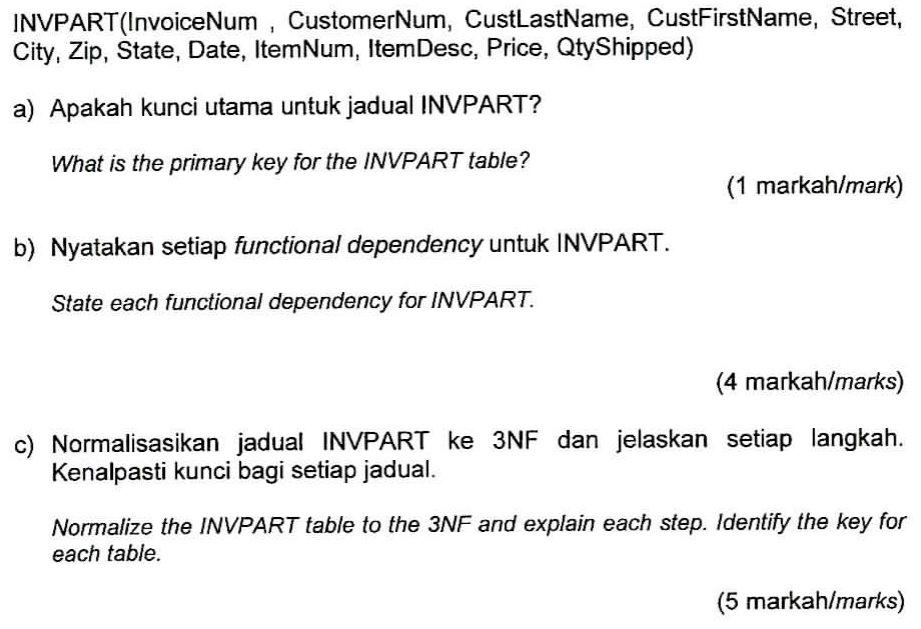 INVPART(InvoiceNum , CustomerNum, CustLastName, CustFirstName, Street,
City, Zip, State, Date, ItemNum, ItemDesc, Price, QtyShipped)
a) Apakah kunci utama untuk jadual INVPART?
What is the primary key for the INVPART table?
(1 markah/mark)
b) Nyatakan setiap functional dependency untuk INVPART.
State each functional dependency for INVPART.
(4 markah/marks)
c) Normalisasikan jadual INVPART ke 3NF dan jelaskan setiap langkah.
Kenalpasti kunci bagi setiap jadual.
Normalize the INVPART table to the 3NF and explain each step. Identify the key for
each table.
(5 markah/marks)